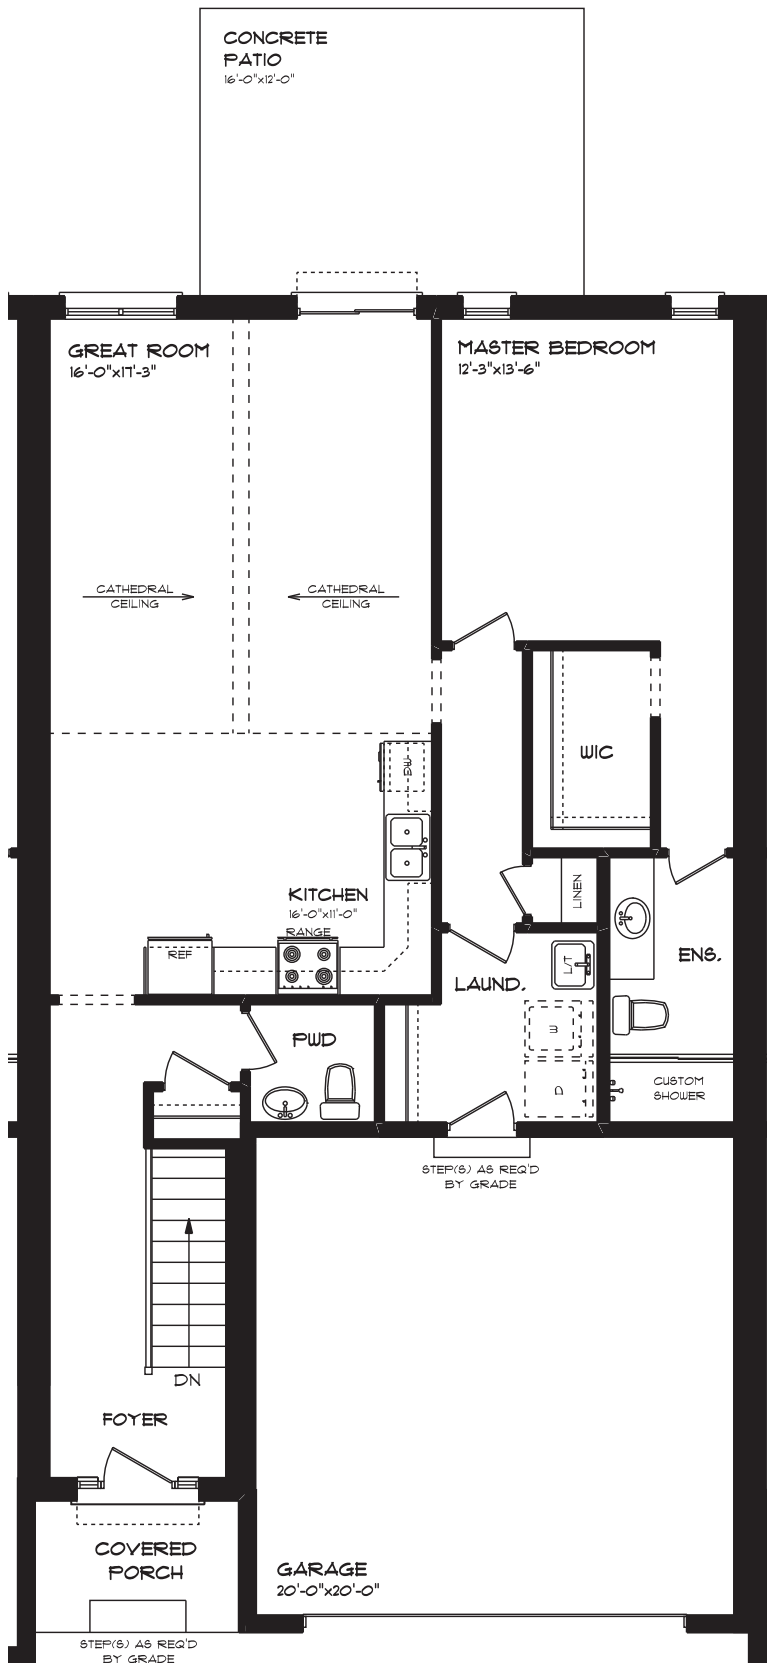 CONCRETE
PATIO
16'-0"x12'-0"
GREAT ROOM
16'-0"x17'-3"
MASTER BEDROOM
12'-3"x13'-6"
CATHEDRAL
CEILING
CATHEDRAL
CEILING
WIC
DW
KITCHEN
16'-0"x11'-0"
RANGE
REF
LINEN
ENS.
L/T
LAUND.
W
D
PWD
CUSTOM
SHOWER
STEP(S) AS REQ'D
BY GRADE
DN
FOYER
COVERED
PORCH
GARAGE
20'-0"x20'-0"
STEP(S) AS REQ'D
BY GRADE